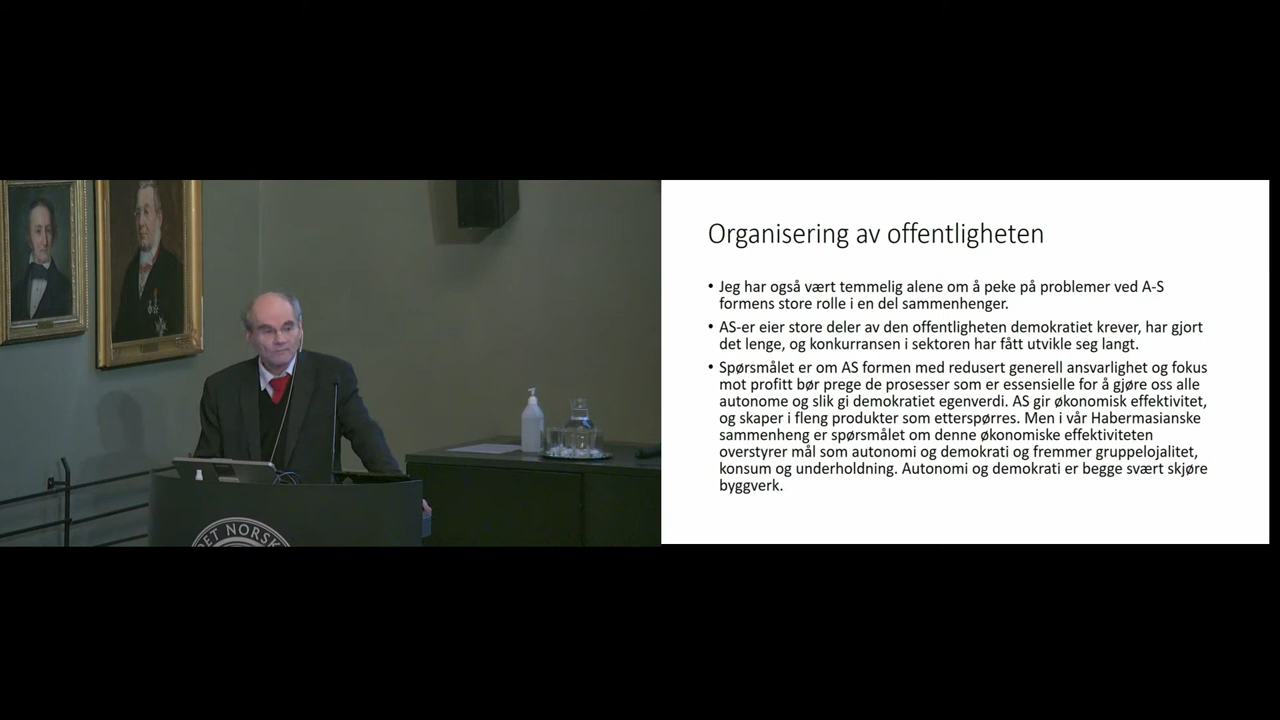 Organisering av offentligheten
• Jeg har også vært temmelig alene om å peke på problemer ved A-S
formens store rolle i en del sammenhenger.
• AS-er eier store deler av den offentligheten demokratiet krever, har gjort
det lenge, og konkurransen i sektoren har fått utvikle seg langt.
• Spørsmålet er om AS formen med redusert generell ansvarlighet og fokus
mot profitt bør prege de prosesser som er essensielle for å gjøre oss alle
autonome og slik gi demokratiet egenverdi. AS gir økonomisk effektivitet,
og skaper i fleng produkter som etterspørres. Men i vår Habermasianske
sammenheng er spørsmålet om denne økonomiske effektiviteten
overstyrer mål som autonomi og demokrati og fremmer gruppelojalitet,
konsum og underholdning. Autonomi og demokrati er begge svært skjøre
byggverk.
DET NORSK